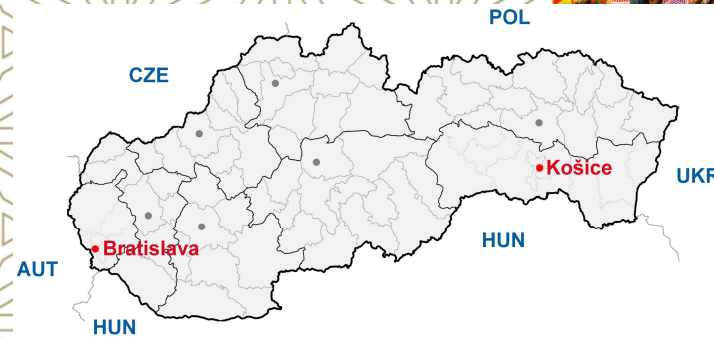 POL
CZE
Košice
UKR
HUN
Bratislava
AUT
HUN